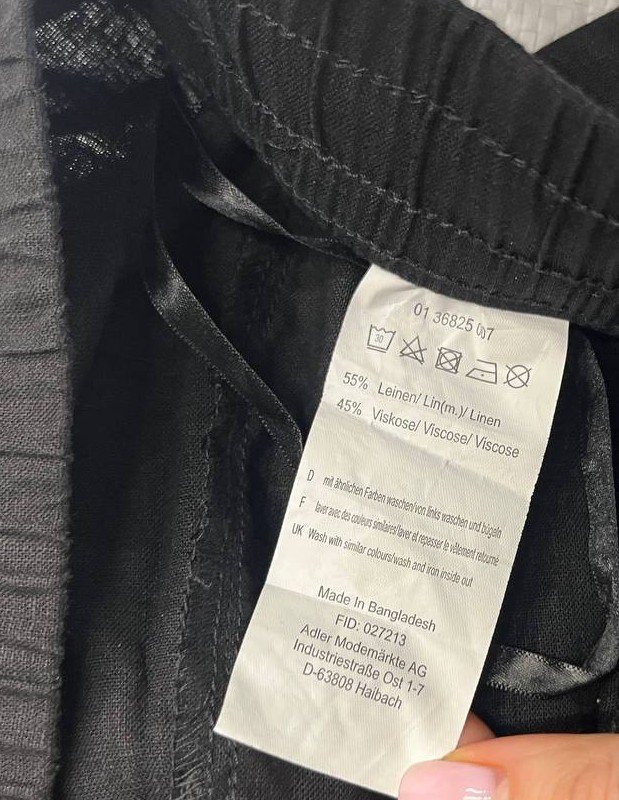 01 36825 007
30
55% Leinen/ Lin(m.)/ Linen
45% Viskose/ Viscose/ Viscose
D mit ähnlichen Farben waschen/von links waschen und bügeln
F laver avec des couleurs similaires/laver et repasser le vêtement retourné
UK Wash with similar colours/wash and iron inside out
Made In Bangladesh
FID: 027213
Adler Modemärkte AG
Industriestraße Ost 1-7
D-63808 Haibach